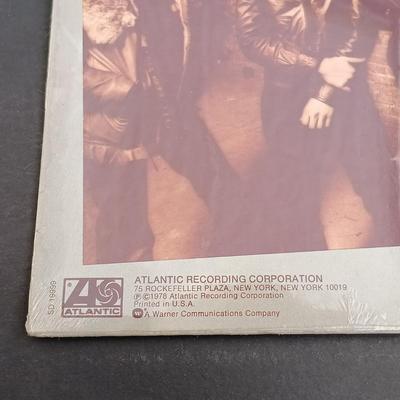 ATLANTIC RECORDING CORPORATION
75 ROCKEFELLER PLAZA, NEW YORK, NEW YORK 10019
℗©1978 Atlantic Recording Corporation
Printed in U.S.A.
A Warner Communications Company
ATLANTIC
SD 19999